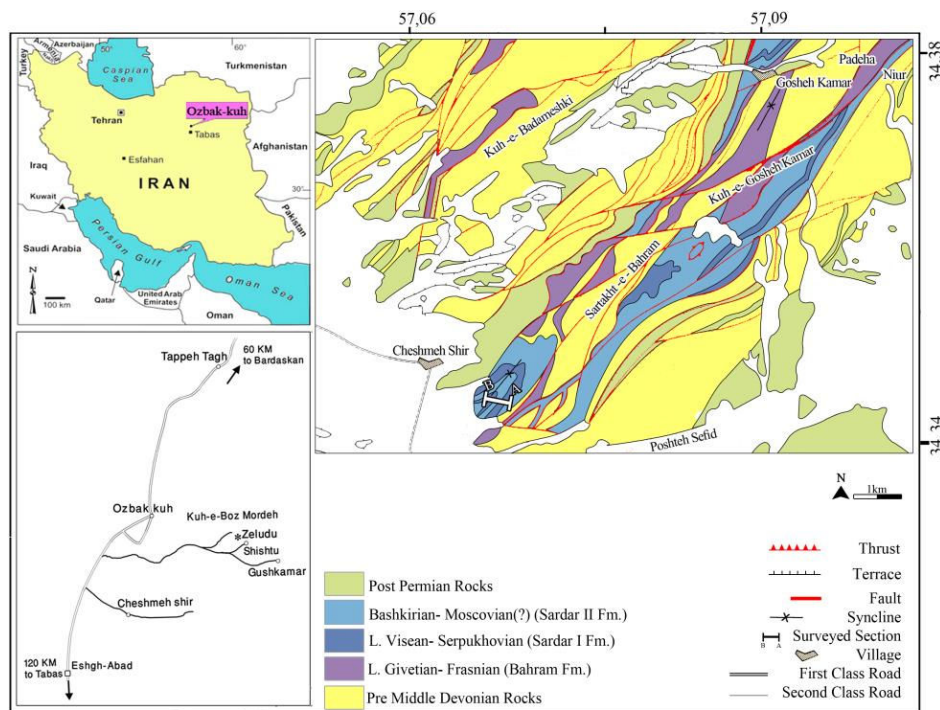 57,06
57,09
34.38
34.34
Turkey
Armenia
Azerbaijan
50°
60
Caspian
Sea
Turkmenistan
Ozbak-kuh
Tehran
Tabas
Esfahan
Afghanistan
Iraq
IRAN
Kuwait
30°
Pakistan
Saudi Arabia
Persian Gulf
Qatar
United Arab
Emirates
Oman Sea
Oman
N
100 km
Padeha
Gosheh Kamar
Niur
Kuh -e- Badameshki
Kuh -e- Gosheh Kamar
Sartakht -e- Bahram
Cheshmeh Shir
B
A
Poshteh Sefid
Tappeh Tagh
60 KM
to Bardaskan
Ozbak kuh
Kuh-e-Boz Mordeh
*Zeludu
Shishtu
Gushkamar
Cheshmeh shir
120 KM
to Tabas
Eshgh-Abad
N
1km
Post Permian Rocks
Bashkirian- Moscovian(?) (Sardar II Fm.)
L. Visean- Serpukhovian (Sardar I Fm.)
L. Givetian- Frasnian (Bahram Fm.)
Pre Middle Devonian Rocks
Thrust
Terrace
Fault
Syncline
B A Surveyed Section
Village
First Class Road
Second Class Road